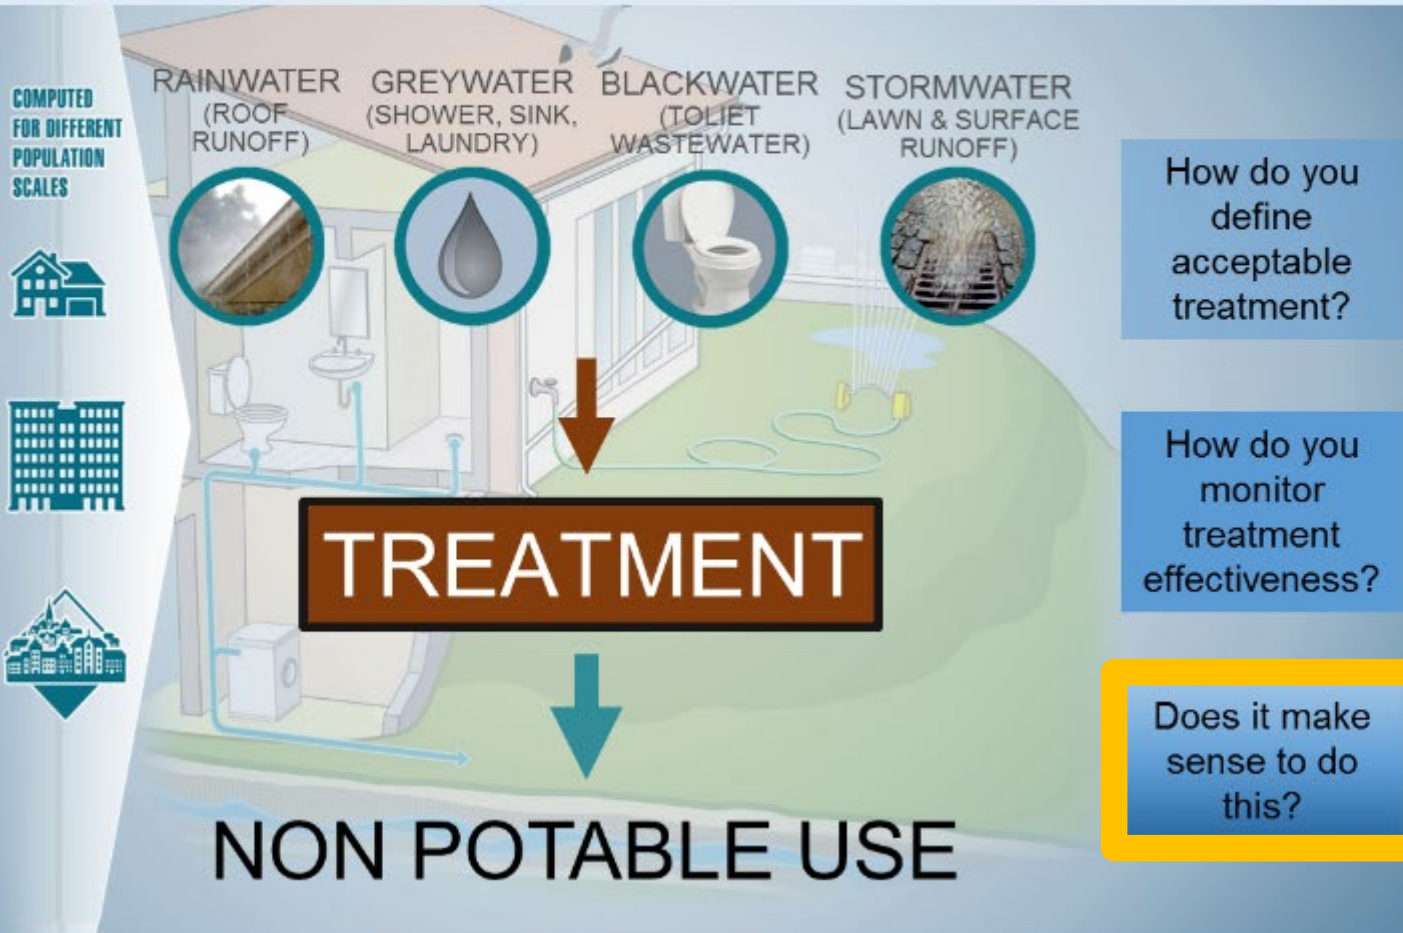 COMPUTED
FOR DIFFERENT
POPULATION
SCALES
RAINWATER
(ROOF
RUNOFF)
GREYWATER
(SHOWER, SINK,
LAUNDRY)
BLACKWATER
(TOLIET
WASTEWATER)
STORMWATER
(LAWN & SURFACE
RUNOFF)
TREATMENT
NON POTABLE USE
How do you
define
acceptable
treatment?
How do you
monitor
treatment
effectiveness?
Does it make
sense to do
this?